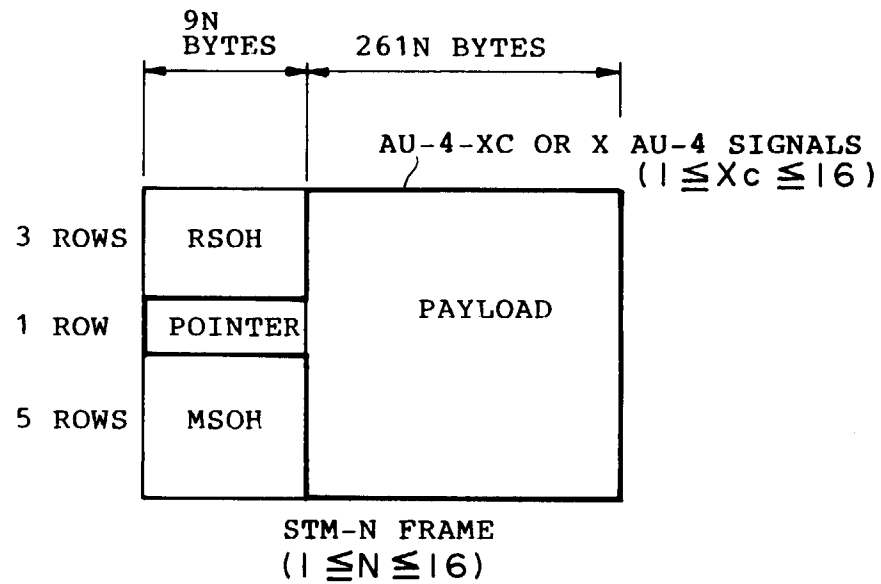 9N
BYTES
261N BYTES
AU-4-XC OR X AU-4 SIGNALS
(1≦Xc≦16)
3 ROWS
RSOH
PAYLOAD
1 ROW
POINTER
5 ROWS
MSOH
STM-N FRAME
(1≦N≦16)